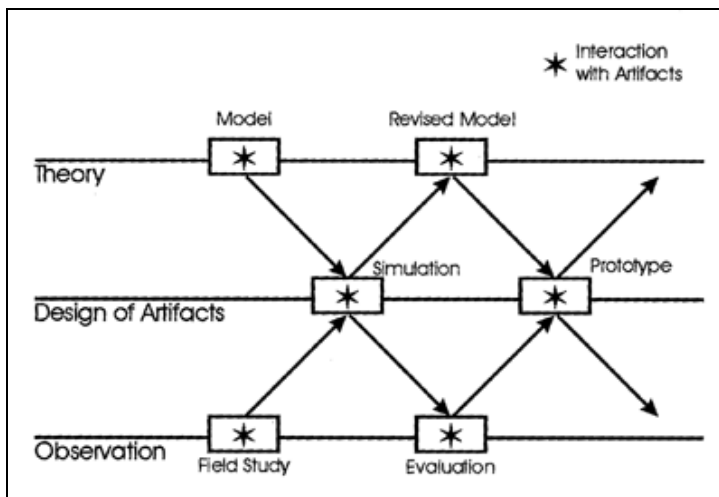 Interaction
with Artifacts
Model
Revised Model
Theory
Simulation
Prototype
Design of Artifacts
Observation
Field Study
Evaluation